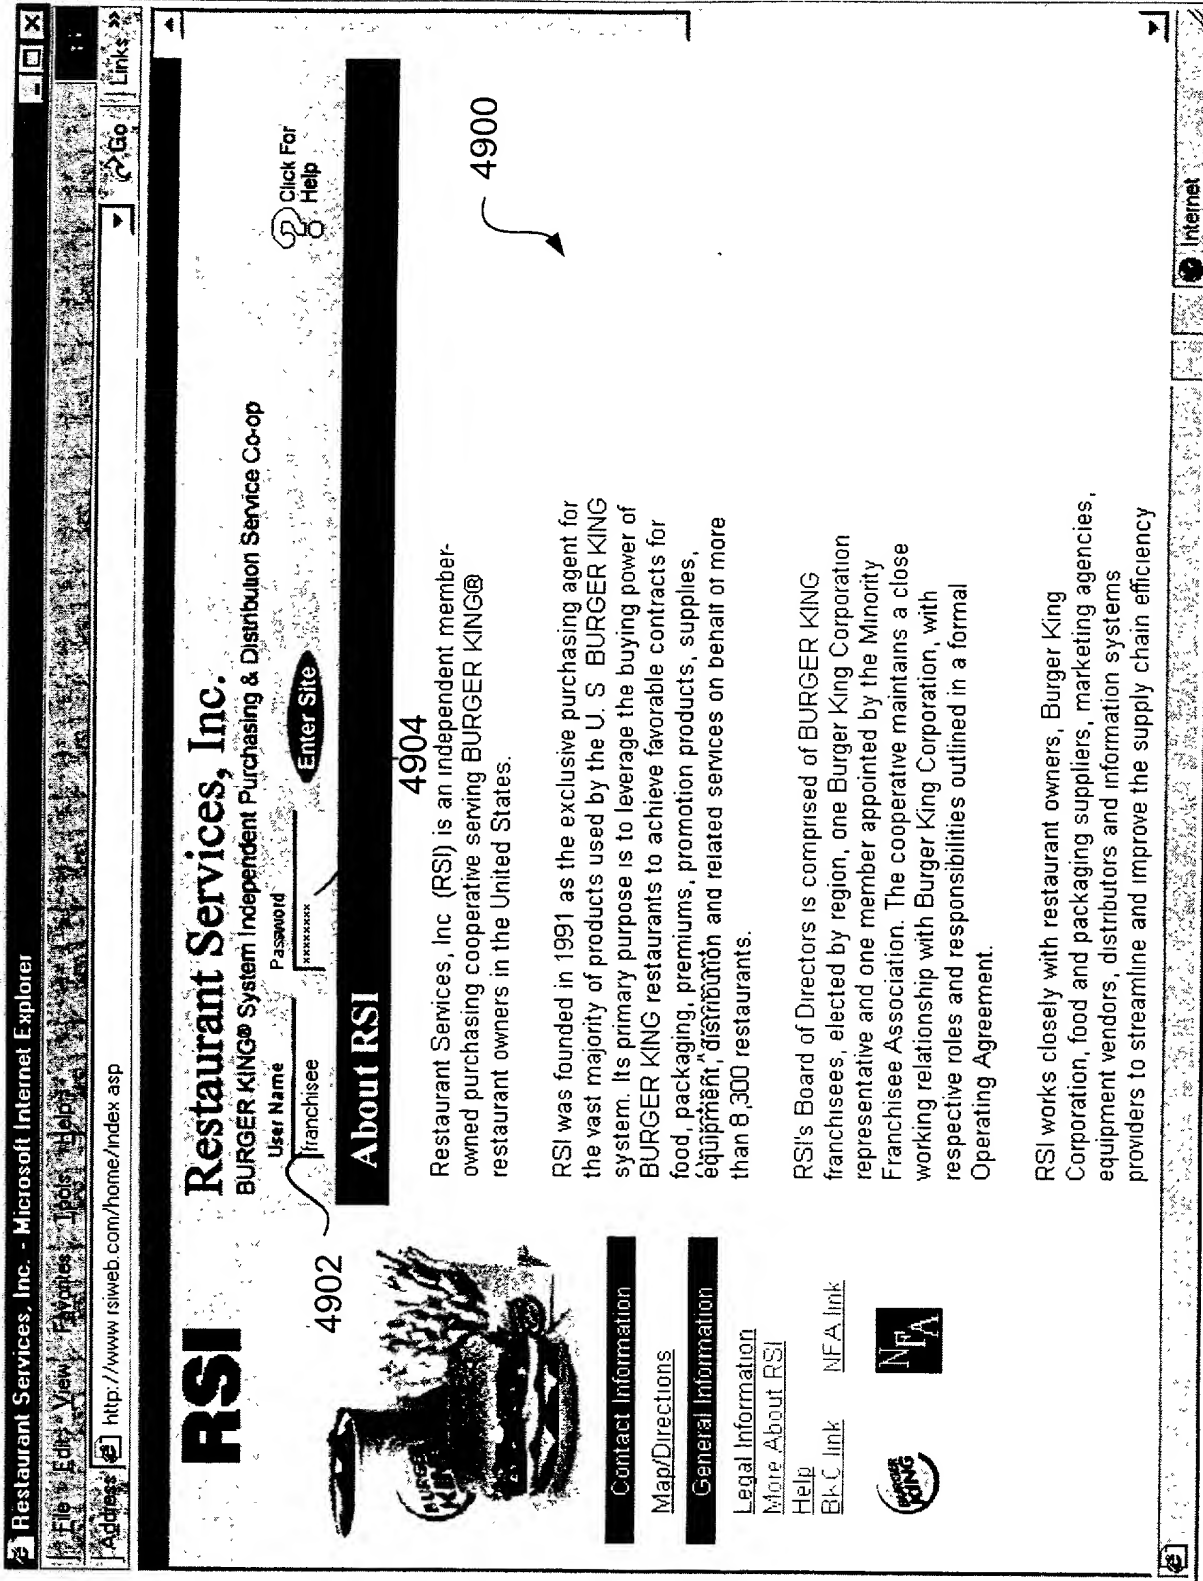 Restaurant Services, Inc. - Microsoft Internet Explorer
File Edit View Favorites Tools Help
Address http://www rsiweb.com/home/index asp
Go Links »
RSI
Restaurant Services, Inc.
BURGER KING® System Independent Purchasing & Distribution Service Co-op
User Name Password
franchisee xxxxxxxx Enter Site
Click For
Help
4902
4904
4900
About RSI
BURGER
KING
Contact Information
Map/Directions
General Information
Legal Information
More About RSI
Help
BKC link NFA link
BURGER
KING
NFA
Restaurant Services, Inc (RSI) is an independent member-
owned purchasing cooperative serving BURGER KING®
restaurant owners in the United States.
RSI was founded in 1991 as the exclusive purchasing agent for
the vast majority of products used by the U. S BURGER KING
system. Its primary purpose is to leverage the buying power of
BURGER KING restaurants to achieve favorable contracts for
food, packaging, premiums, promotion products, supplies,
equipment, distribution and related services on behalf of more
than 8,300 restaurants.
RSI's Board of Directors is comprised of BURGER KING
franchisees, elected by region, one Burger King Corporation
representative and one member appointed by the Minority
Franchisee Association. The cooperative maintains a close
working relationship with Burger King Corporation, with
respective roles and responsibilities outlined in a formal
Operating Agreement.
RSI works closely with restaurant owners, Burger King
Corporation, food and packaging suppliers, marketing agencies,
equipment vendors, distributors and information systems
providers to streamline and improve the supply chain efficiency
Internet